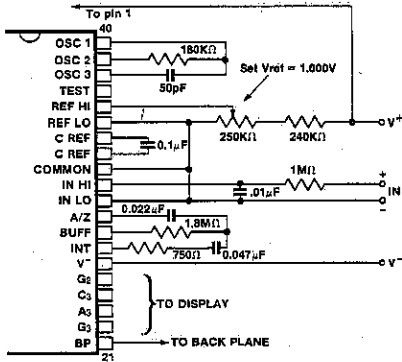 To pin 1
40
OSC 1
180KΩ
OSC 2
Set Vref = 1.000V
OSC 3
50pF
TEST
REF HI
REF LO
V+
C REF
0.1µF
250KΩ
240KΩ
C REF
COMMON
1MΩ
IN HI
+
.01µF
IN
IN LO
−
0.022µF
A/Z
1.8MΩ
BUFF
INT
750Ω
0.047µF
V−
V−
G2
C3
TO DISPLAY
A3
G3
BP
TO BACK PLANE
21